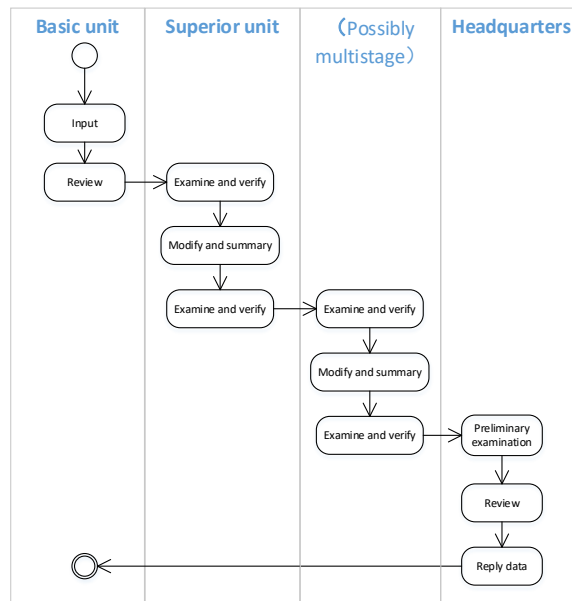 Basic unit
Superior unit
（Possibly
multistage）
Headquarters
Input
Review
Examine and verify
Modify and summary
Examine and verify
Examine and verify
Modify and summary
Examine and verify
Preliminary
examination
Review
Reply data